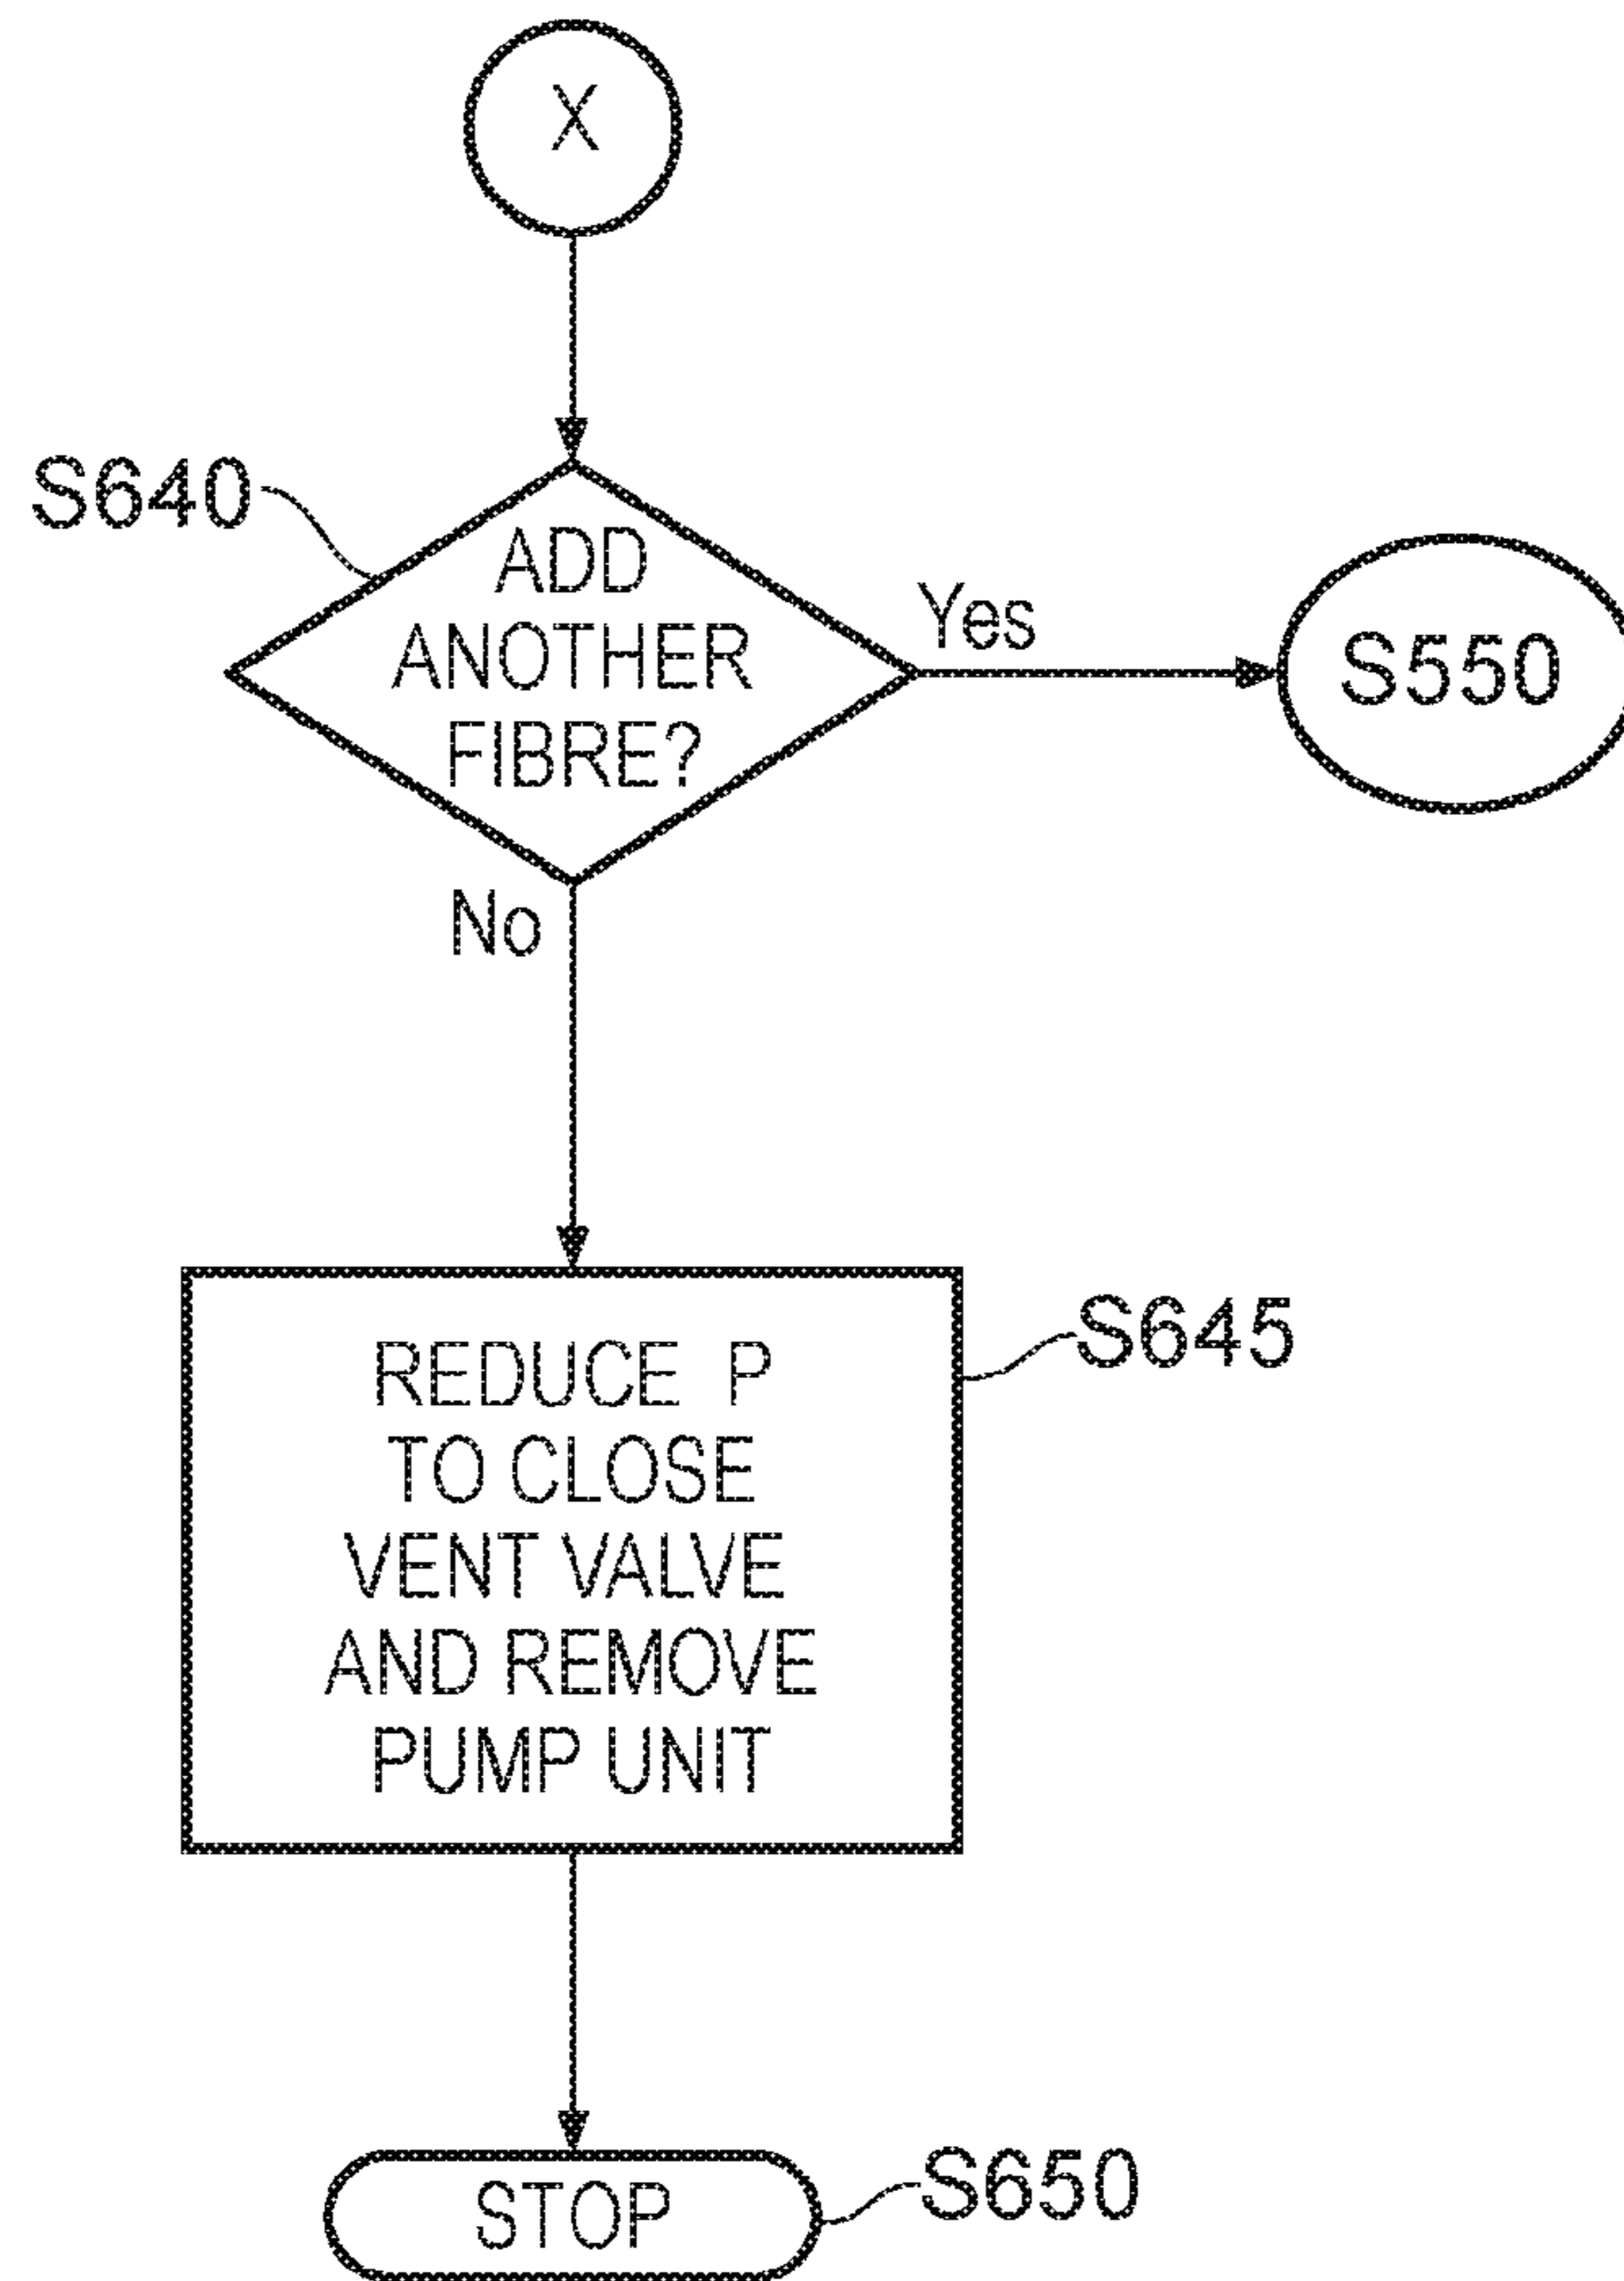 X
S640
ADD
ANOTHER
FIBRE?
Yes
S550
No
REDUCE P
TO CLOSE
VENT VALVE
AND REMOVE
PUMP UNIT
S645
STOP
S650